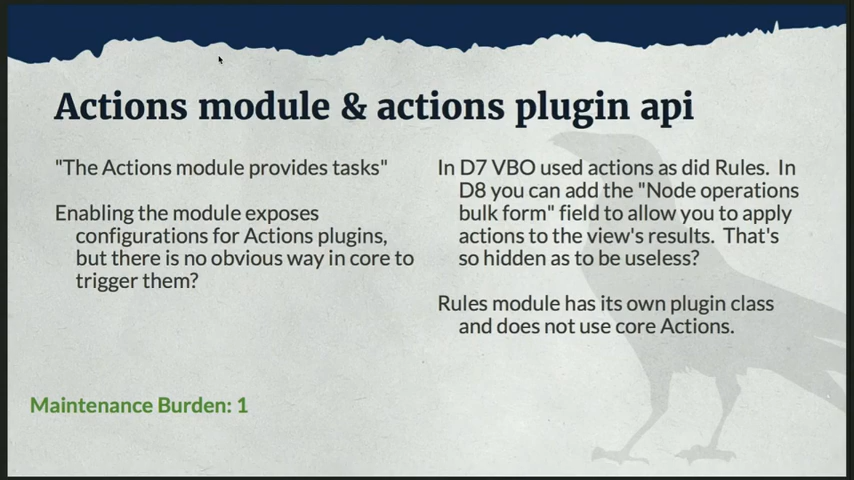 Actions module & actions plugin api
"The Actions module provides tasks"
Enabling the module exposes
configurations for Actions plugins,
but there is no obvious way in core to
trigger them?
In D7 VBO used actions as did Rules. In
D8 you can add the "Node operations
bulk form" field to allow you to apply
actions to the view's results. That's
so hidden as to be useless?
Rules module has its own plugin class
and does not use core Actions.
Maintenance Burden: 1